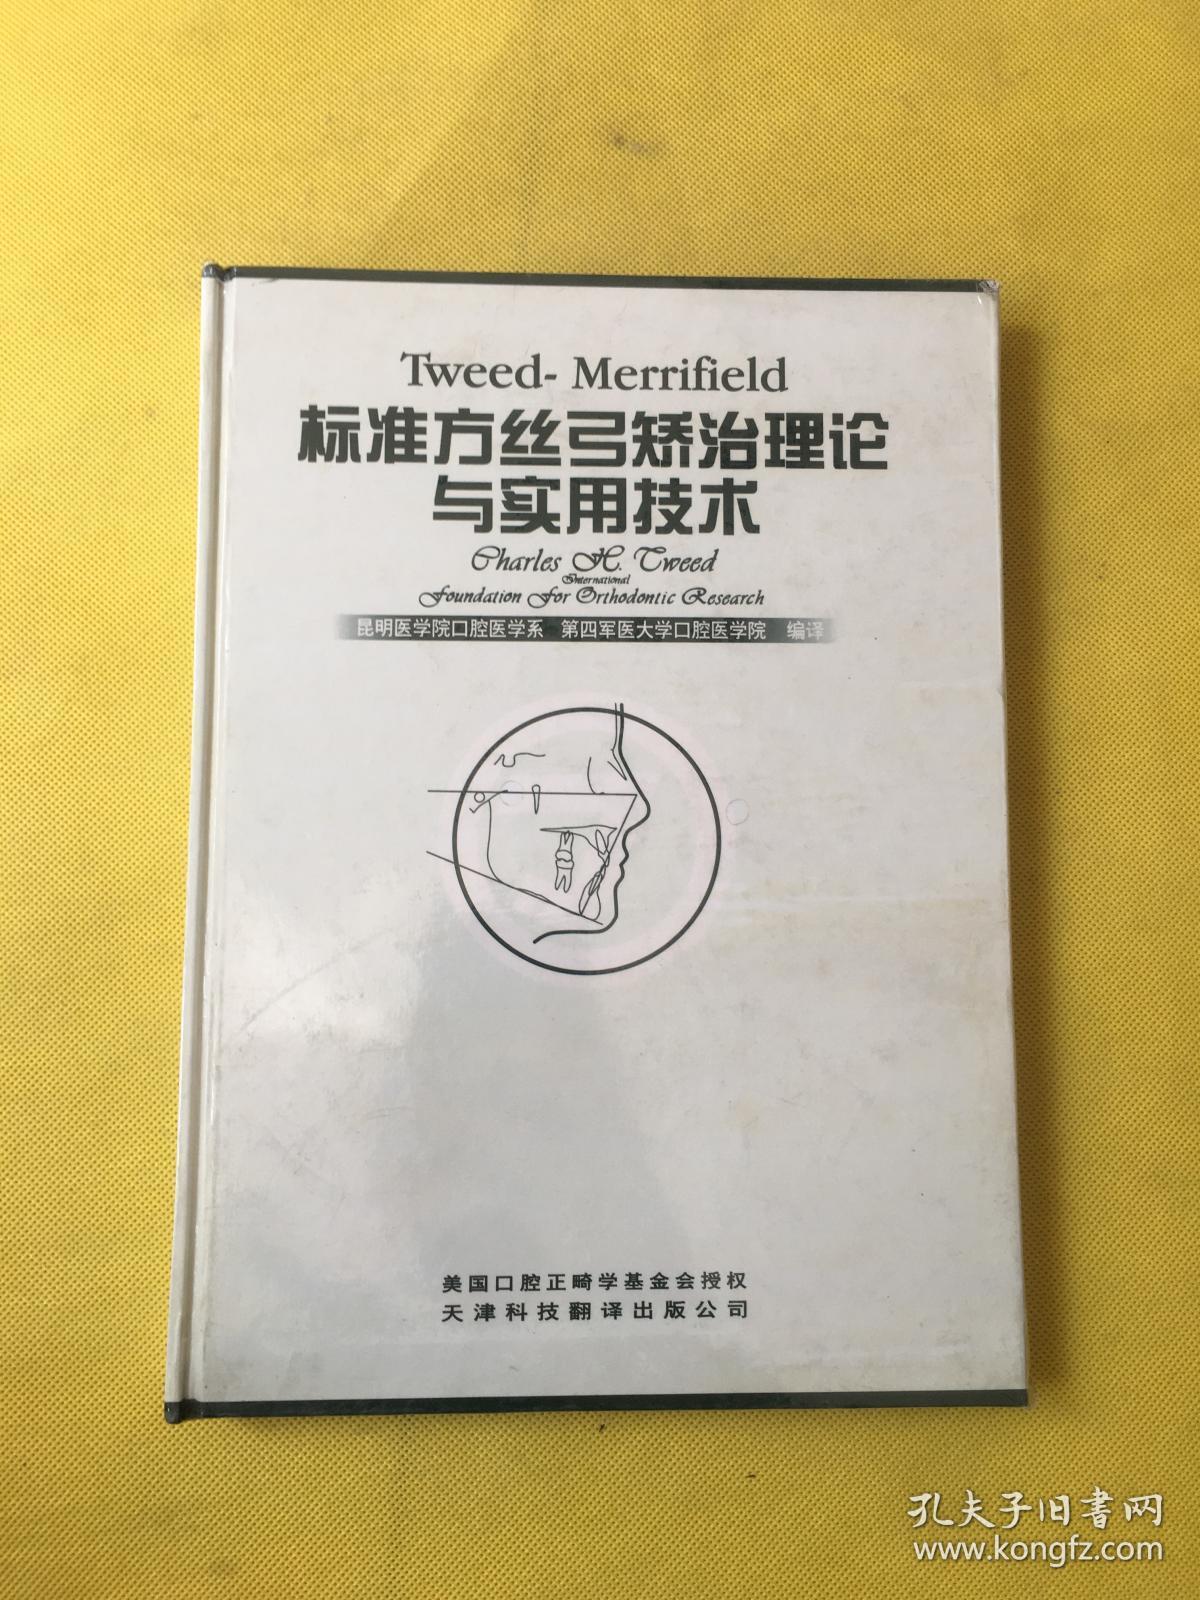 Tweed- Merrifield
标准方丝弓矫治理论
与实用技术
Charles H. Tweed
International
Foundation For Orthodontic Research
昆明医学院口腔医学系 第四军医大学口腔医学院 编译
美国口腔正畸学基金会授权
天津科技翻译出版公司
孔夫子旧書网
www.kongfz.com